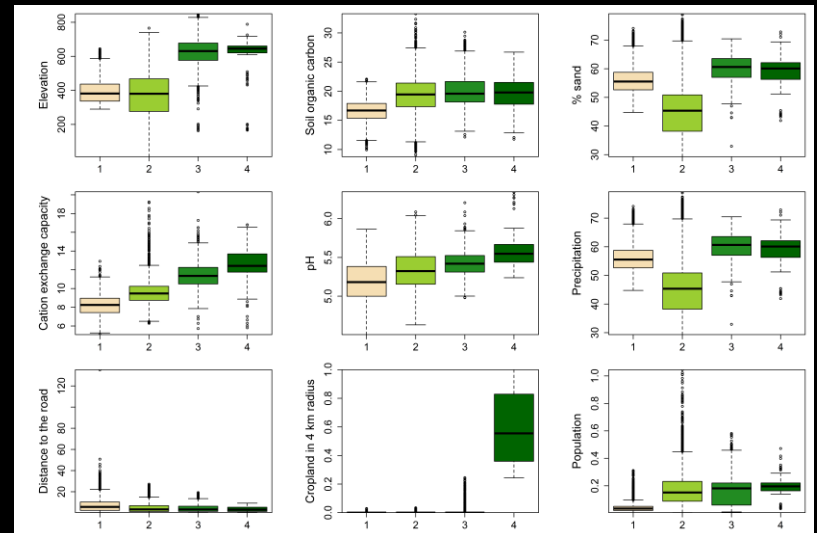 Elevation
800
600
400
200
1 2 3 4
Soil organic carbon
30
25
20
15
10
1 2 3 4
% sand
70
60
50
40
30
1 2 3 4
Cation exchange capacity
18
14
12
10
8
6
1 2 3 4
pH
6.0
5.5
5.0
1 2 3 4
Precipitation
70
60
50
40
30
1 2 3 4
Distance to the road
120
80
60
40
20
1 2 3 4
Cropland in 4 km radius
1.0
0.8
0.6
0.4
0.2
0.0
1 2 3 4
Population
1.0
0.8
0.6
0.4
0.2
1 2 3 4